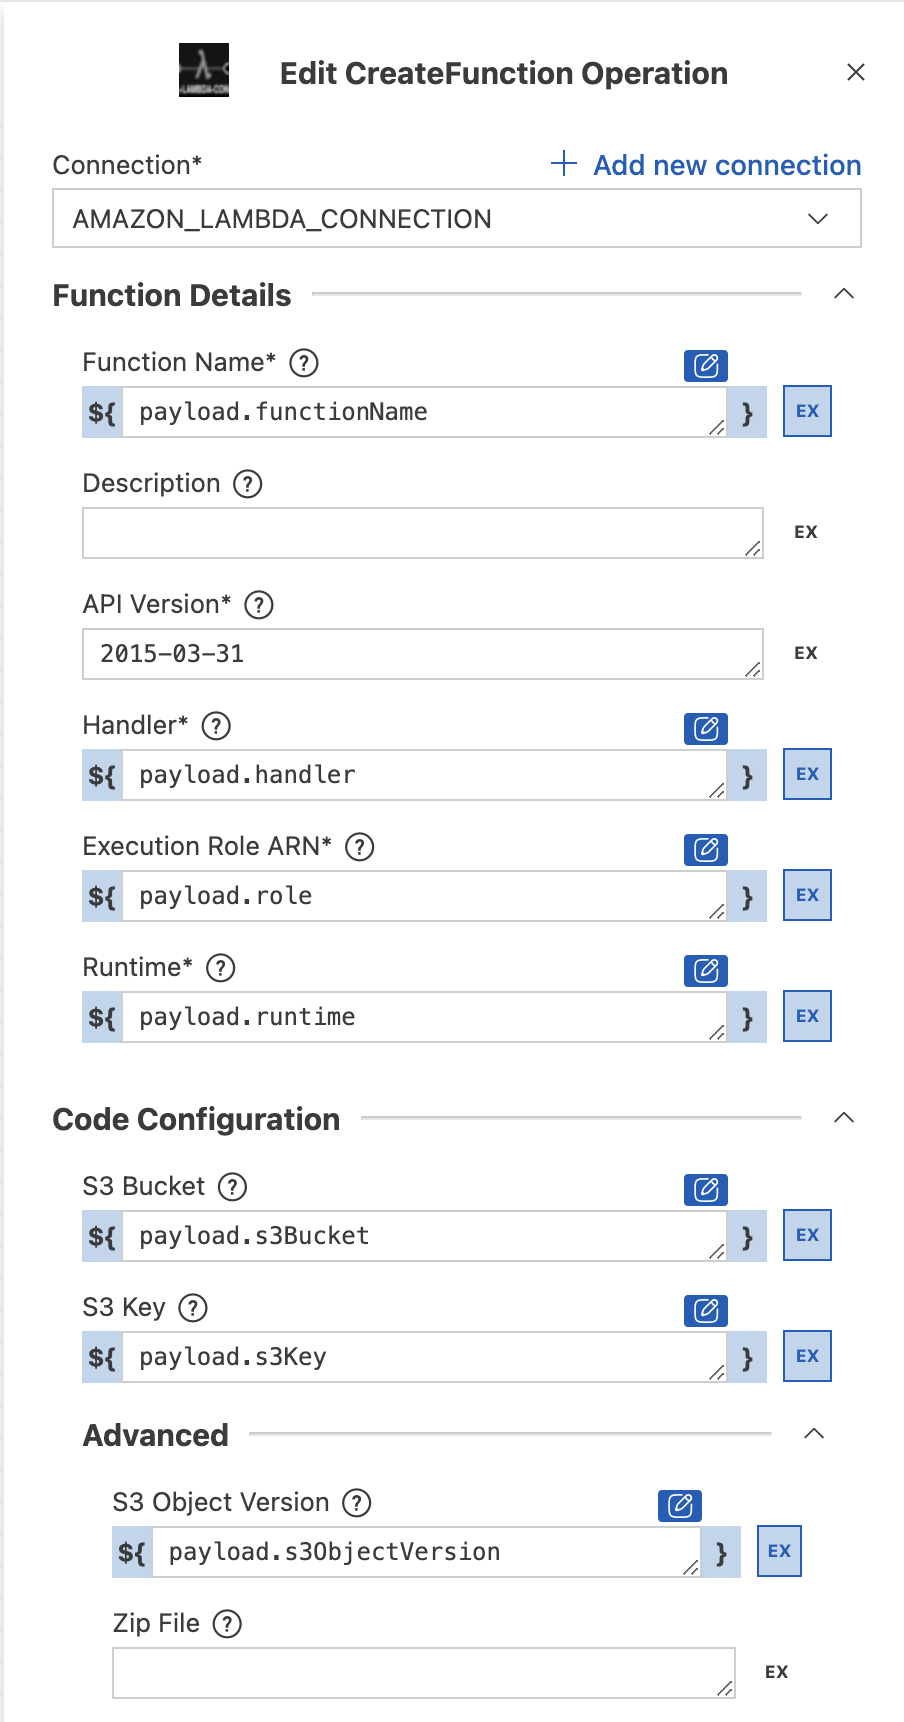 Edit CreateFunction Operation
Connection*
Add new connection
AMAZON_LAMBDA_CONNECTION
Function Details
Function Name* ?
${ payload.functionName } EX
Description ?
EX
API Version* ?
2015-03-31 EX
Handler* ?
${ payload.handler } EX
Execution Role ARN* ?
${ payload.role } EX
Runtime* ?
${ payload.runtime } EX
Code Configuration
S3 Bucket ?
${ payload.s3Bucket } EX
S3 Key ?
${ payload.s3Key } EX
Advanced
S3 Object Version ?
${ payload.s3ObjectVersion } EX
Zip File ?
EX